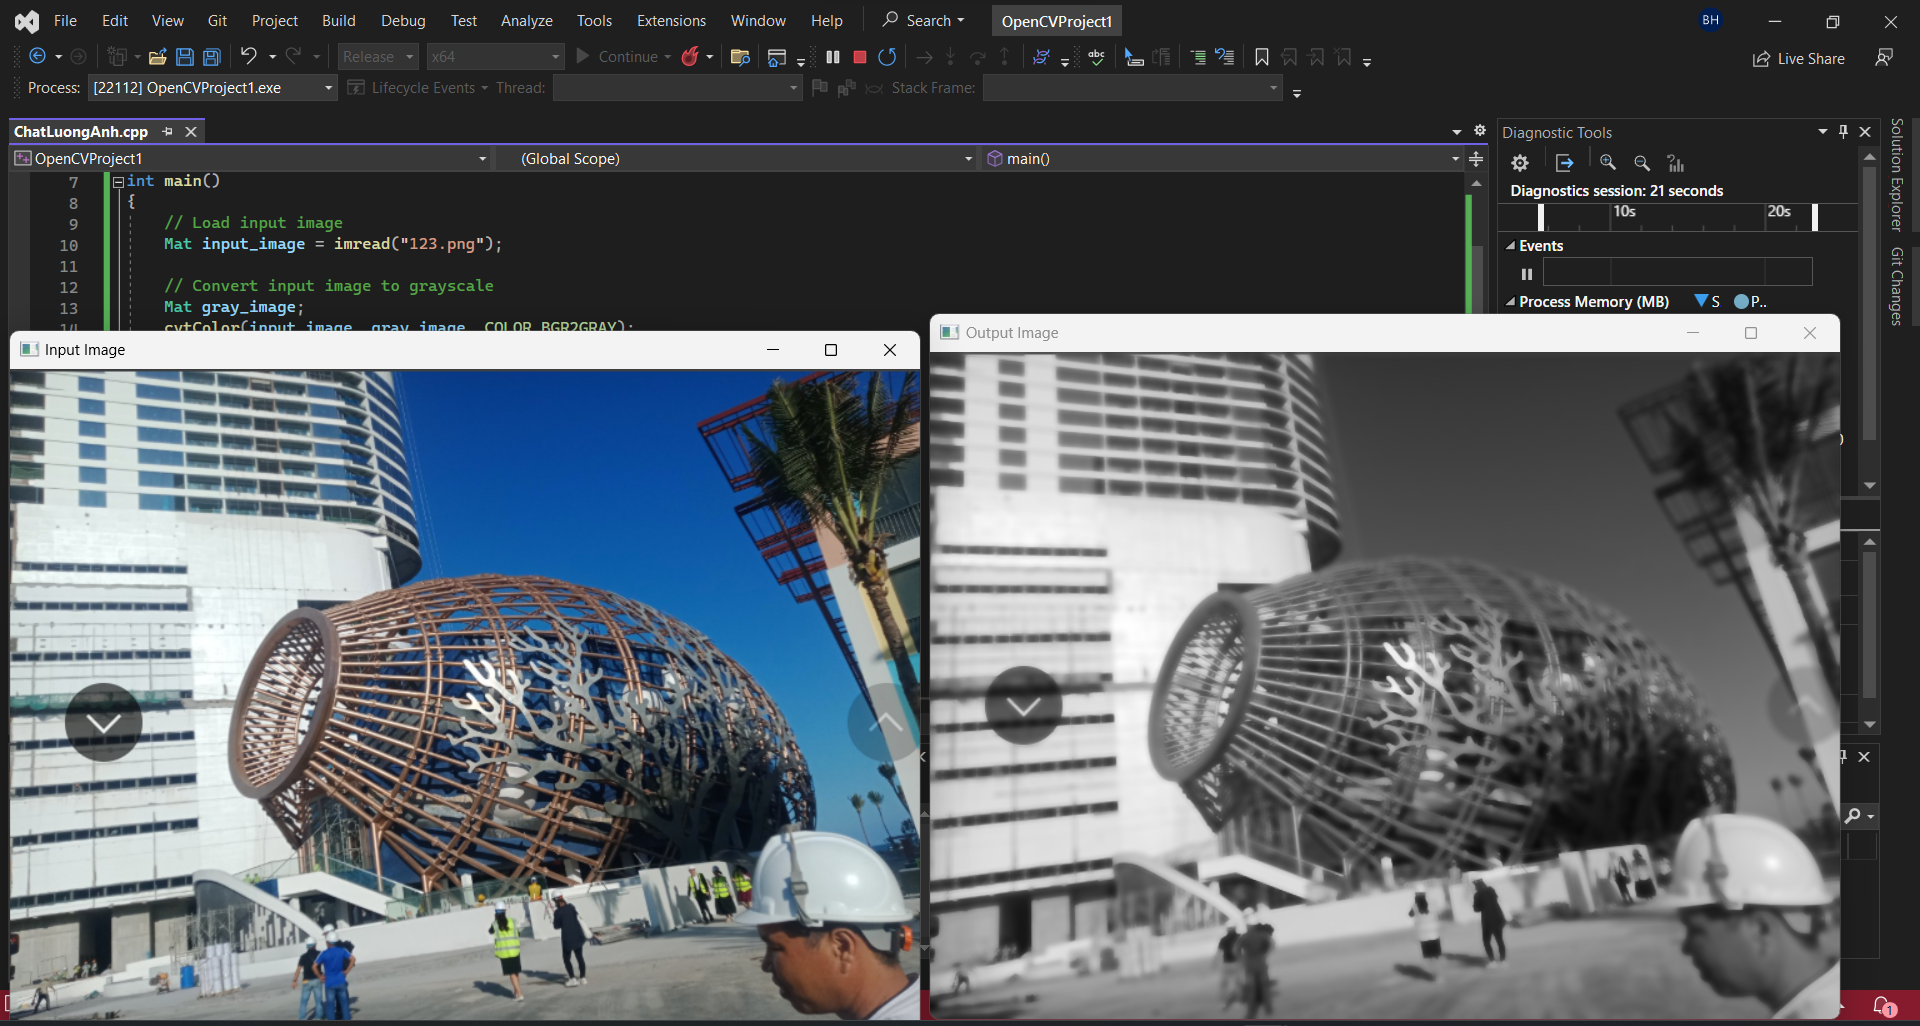 File Edit View Git Project Build Debug Test Analyze Tools Extensions Window Help Search OpenCVProject1 BH
Release x64 Continue abc Live Share
Process: [22112] OpenCVProject1.exe Lifecycle Events Thread: Stack Frame:
ChatLuongAnh.cpp
OpenCVProject1 (Global Scope) main()
7 int main()
8 {
9 // Load input image
10 Mat input_image = imread("123.png");
11
12 // Convert input image to grayscale
13 Mat gray_image;
14 cvtColor(input_image, gray_image, COLOR_BGR2GRAY);
Diagnostic Tools
Diagnostics session: 21 seconds
10s 20s
Events
Process Memory (MB) S P..
Solution Explorer
Git Changes
Input Image
Output Image
1